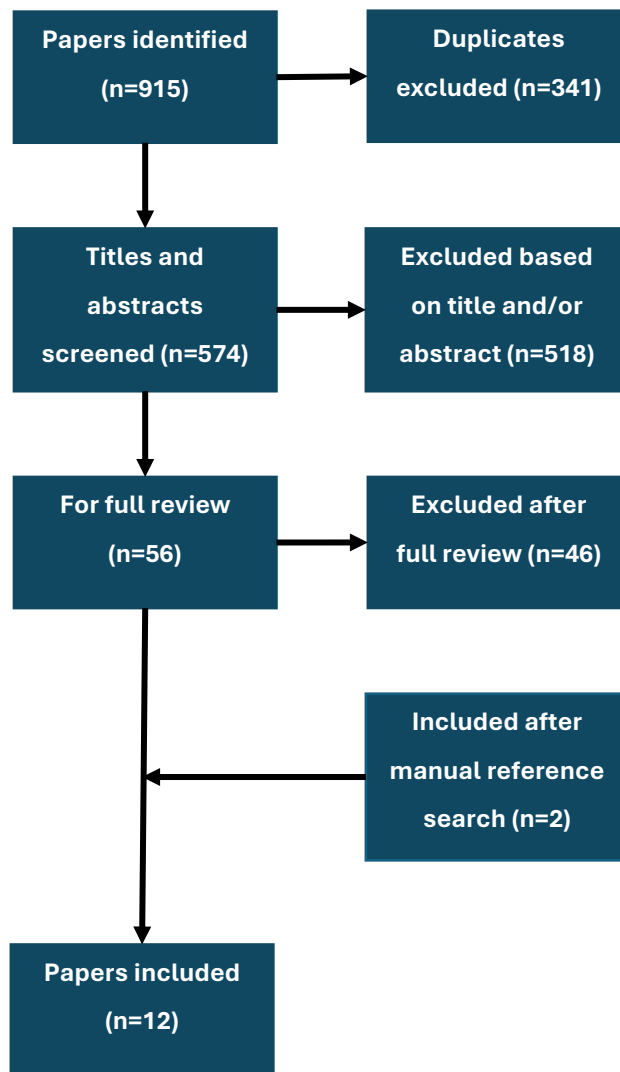 Papers identified
(n=915)
Duplicates
excluded (n=341)
Titles and
abstracts
screened (n=574)
Excluded based
on title and/or
abstract (n=518)
For full review
(n=56)
Excluded after
full review (n=46)
Included after
manual reference
search (n=2)
Papers included
(n=12)